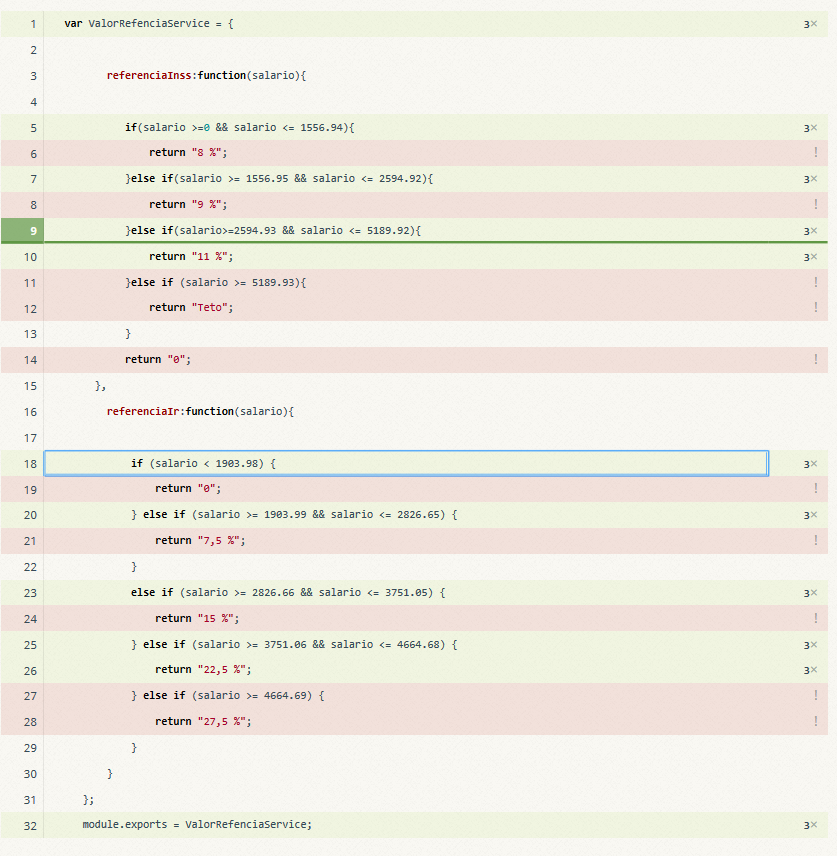 1 var ValorRefenciaService = { 3×
2
3 referenciaInss:function(salario){
4
5 if(salario >=0 && salario <= 1556.94){ 3×
6 return "8 %"; !
7 }else if(salario >= 1556.95 && salario <= 2594.92){ 3×
8 return "9 %"; !
9 }else if(salario>=2594.93 && salario <= 5189.92){ 3×
10 return "11 %"; 3×
11 }else if (salario >= 5189.93){ !
12 return "Teto"; !
13 }
14 return "0"; !
15 },
16 referenciaIr:function(salario){
17
18 if (salario < 1903.98) { 3×
19 return "0"; !
20 } else if (salario >= 1903.99 && salario <= 2826.65) { 3×
21 return "7,5 %"; !
22 }
23 else if (salario >= 2826.66 && salario <= 3751.05) { 3×
24 return "15 %"; !
25 } else if (salario >= 3751.06 && salario <= 4664.68) { 3×
26 return "22,5 %"; 3×
27 } else if (salario >= 4664.69) { !
28 return "27,5 %"; !
29 }
30 }
31 };
32 module.exports = ValorRefenciaService; 3×